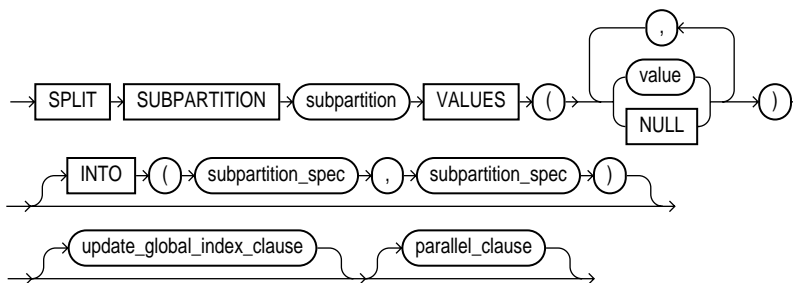 ,
SPLIT SUBPARTITION subpartition VALUES ( value )
NULL
INTO ( subpartition_spec , subpartition_spec )
update_global_index_clause parallel_clause